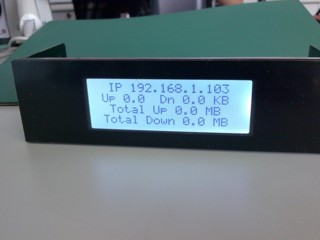 IP 192.168.1.103
Up 0.0 Dn 0.0 KB
Total Up 0.0 MB
Total Down 0.0 MB